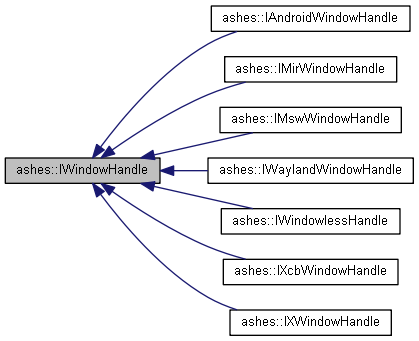 ashes::IAndroidWindowHandle
ashes::IMirWindowHandle
ashes::IMswWindowHandle
ashes::IWindowHandle
ashes::IWaylandWindowHandle
ashes::IWindowlessHandle
ashes::IXcbWindowHandle
ashes::IXWindowHandle